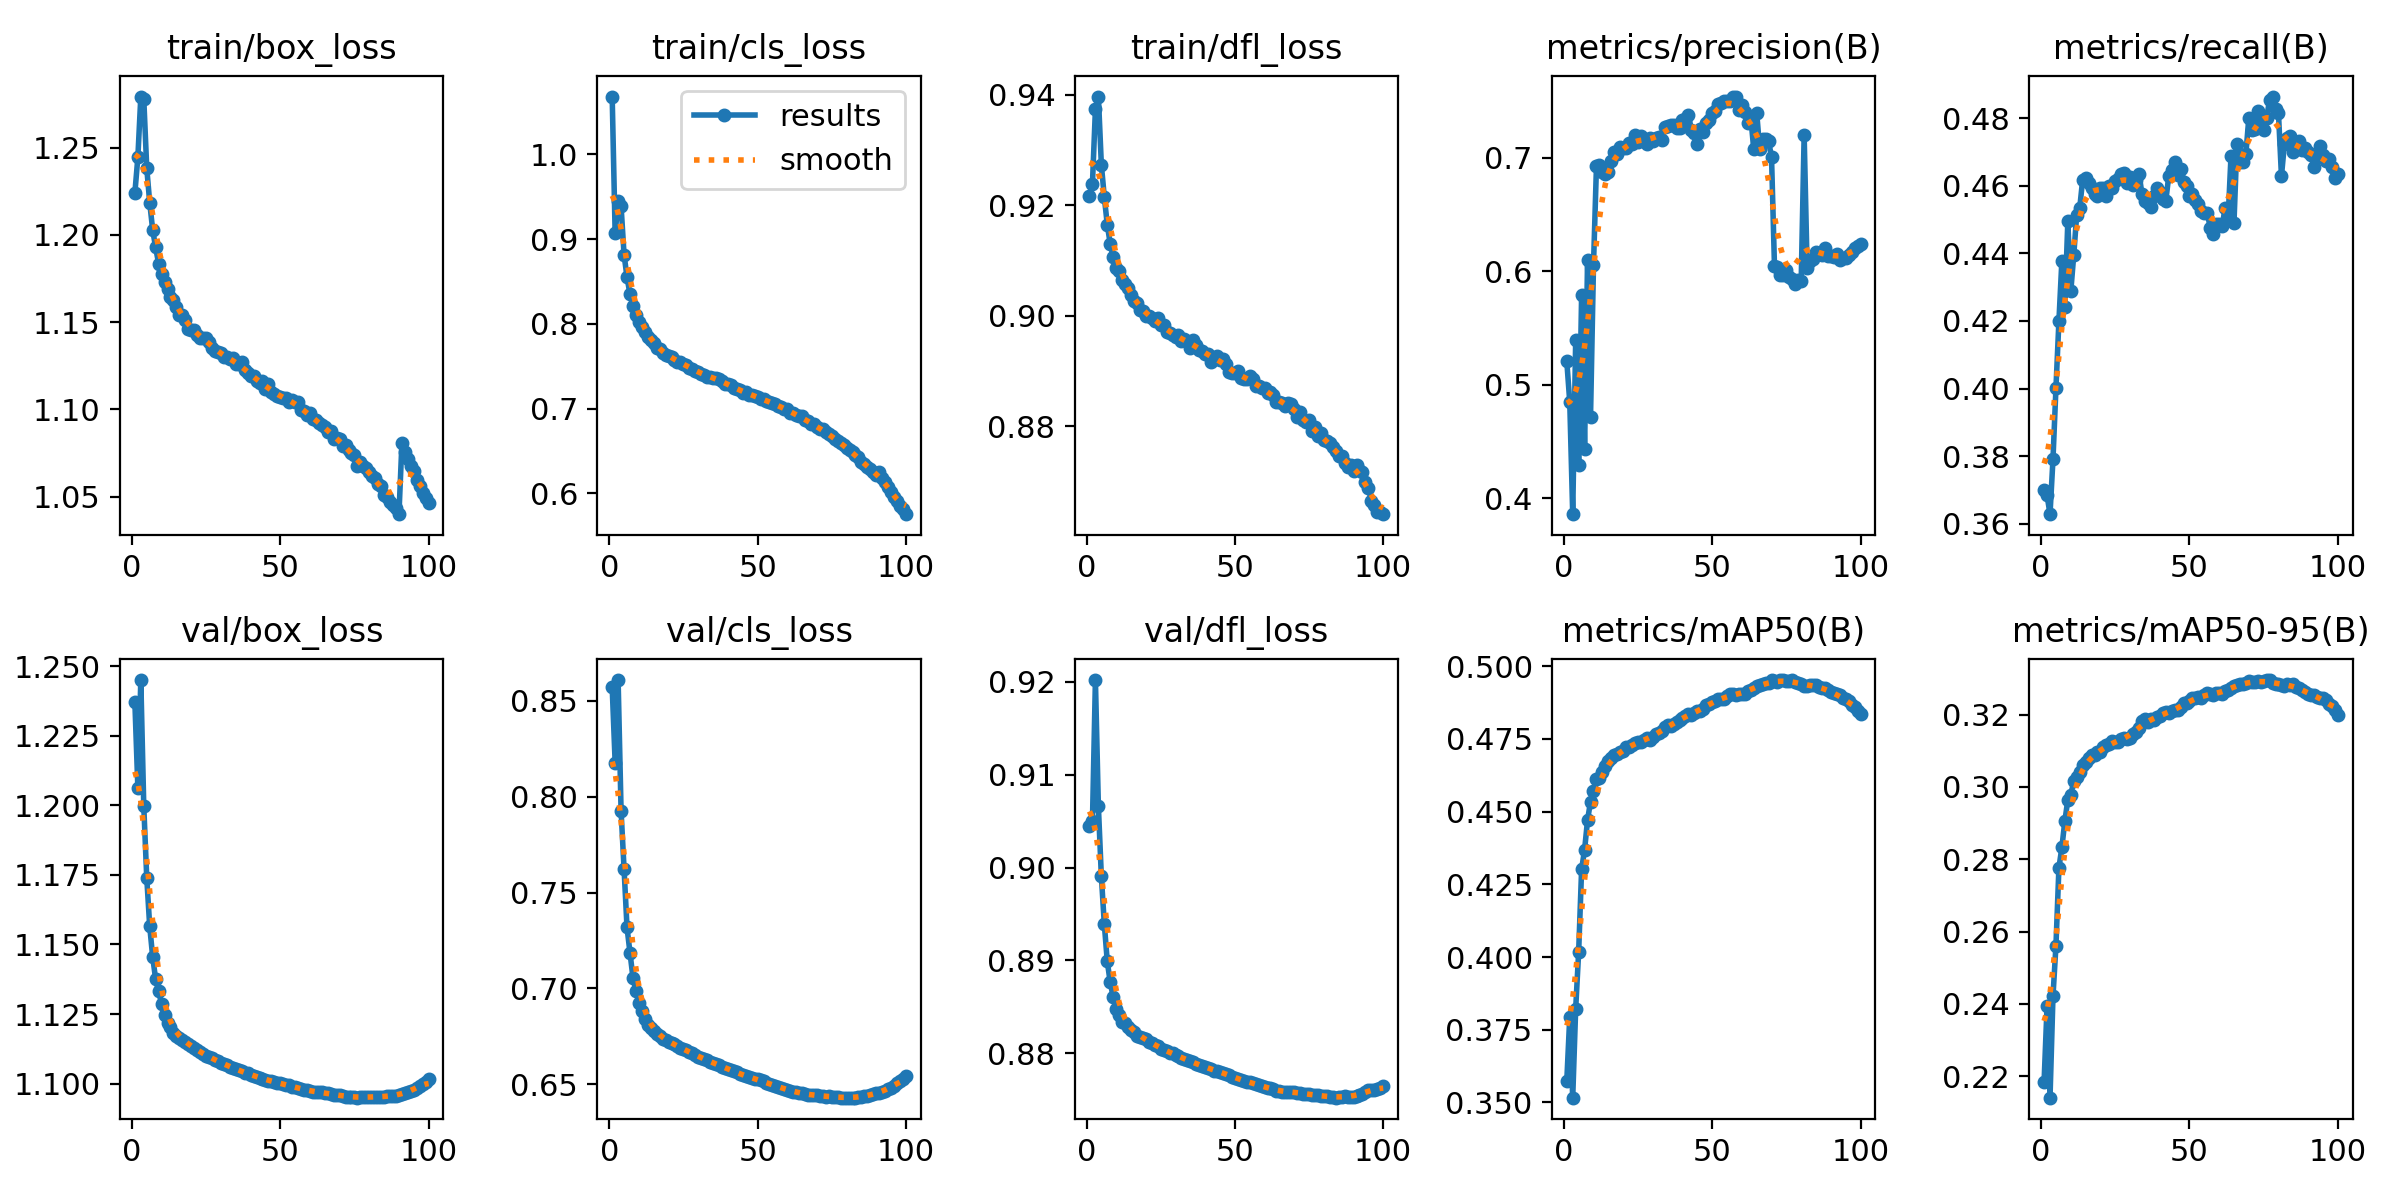 train/box_loss
1.25
1.20
1.15
1.10
1.05
0 50 100
train/cls_loss
results
smooth
1.0
0.9
0.8
0.7
0.6
0 50 100
train/dfl_loss
0.94
0.92
0.90
0.88
0 50 100
metrics/precision(B)
0.7
0.6
0.5
0.4
0 50 100
metrics/recall(B)
0.48
0.46
0.44
0.42
0.40
0.38
0.36
0 50 100
val/box_loss
1.250
1.225
1.200
1.175
1.150
1.125
1.100
0 50 100
val/cls_loss
0.85
0.80
0.75
0.70
0.65
0 50 100
val/dfl_loss
0.92
0.91
0.90
0.89
0.88
0 50 100
metrics/mAP50(B)
0.500
0.475
0.450
0.425
0.400
0.375
0.350
0 50 100
metrics/mAP50-95(B)
0.32
0.30
0.28
0.26
0.24
0.22
0 50 100